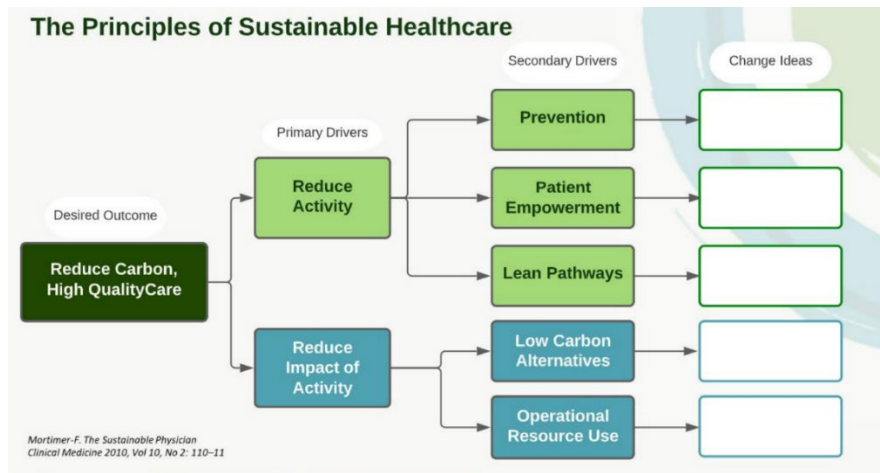 The Principles of Sustainable Healthcare
Secondary Drivers
Change Ideas
Primary Drivers
Desired Outcome
Reduce Carbon,
High QualityCare
Reduce
Activity
Reduce
Impact of
Activity
Prevention
Patient
Empowerment
Lean Pathways
Low Carbon
Alternatives
Operational
Resource Use
Mortimer-F. The Sustainable Physician
Clinical Medicine 2010, Vol 10, No 2: 110–11